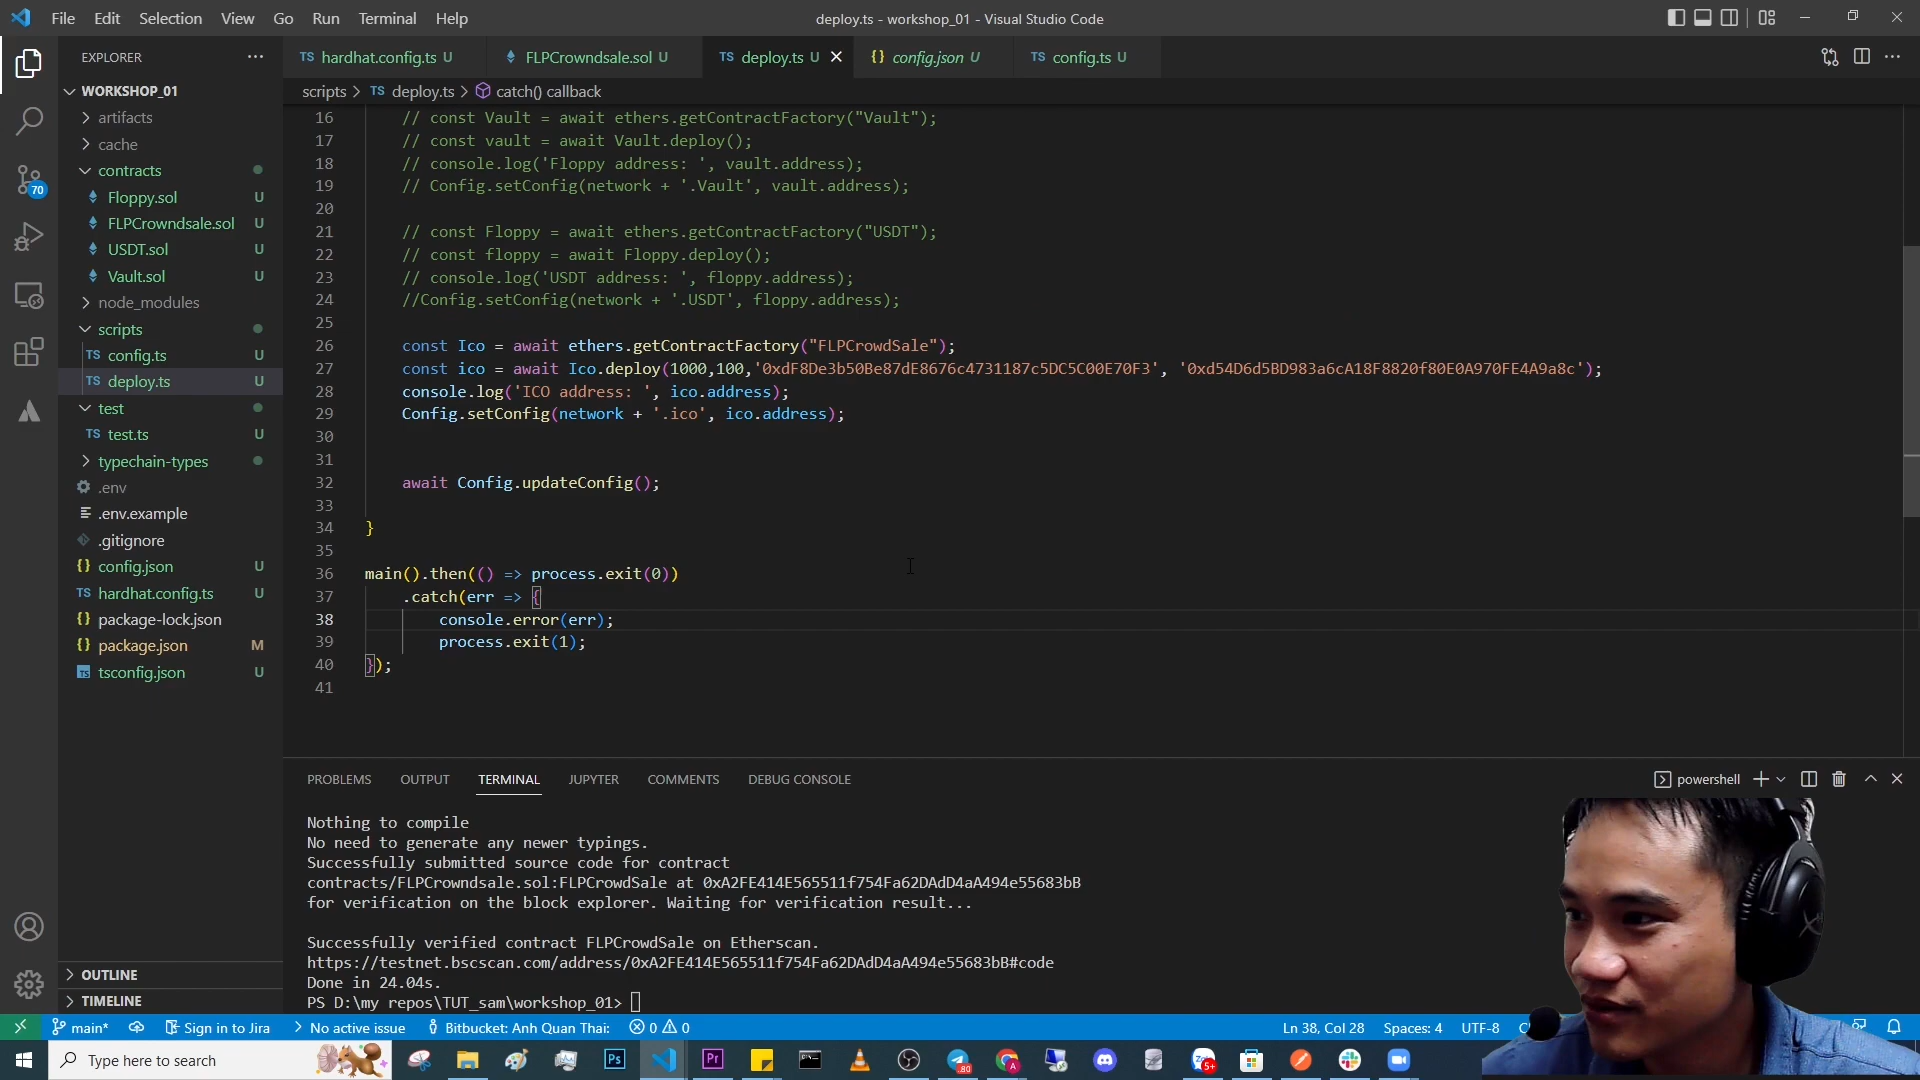 File Edit Selection View Go Run Terminal Help
deploy.ts - workshop_01 - Visual Studio Code
EXPLORER
TS hardhat.config.ts U
FLPCrowndsale.sol U
TS deploy.ts U
{} config.json U
TS config.ts U
WORKSHOP_01
scripts > TS deploy.ts > catch() callback
artifacts
cache
contracts
Floppy.sol U
FLPCrowndsale.sol U
USDT.sol U
Vault.sol U
node_modules
scripts
TS config.ts U
TS deploy.ts U
test
TS test.ts U
typechain-types
.env
.env.example
.gitignore
{} config.json U
TS hardhat.config.ts U
{} package-lock.json
{} package.json M
tsconfig.json U
OUTLINE
TIMELINE
70
16 // const Vault = await ethers.getContractFactory("Vault");
17 // const vault = await Vault.deploy();
18 // console.log('Floppy address: ', vault.address);
19 // Config.setConfig(network + '.Vault', vault.address);
20
21 // const Floppy = await ethers.getContractFactory("USDT");
22 // const floppy = await Floppy.deploy();
23 // console.log('USDT address: ', floppy.address);
24 //Config.setConfig(network + '.USDT', floppy.address);
25
26 const Ico = await ethers.getContractFactory("FLPCrowdSale");
27 const ico = await Ico.deploy(1000,100,'0xdF8De3b50Be87dE8676c4731187c5DC5C00E70F3', '0xd54D6d5BD983a6cA18F8820f80E0A970FE4A9a8c');
28 console.log('ICO address: ', ico.address);
29 Config.setConfig(network + '.ico', ico.address);
30
31
32 await Config.updateConfig();
33
34 }
35
36 main().then(() => process.exit(0))
37 .catch(err => {
38 console.error(err);
39 process.exit(1);
40 });
41
PROBLEMS OUTPUT TERMINAL JUPYTER COMMENTS DEBUG CONSOLE
powershell
Nothing to compile
No need to generate any newer typings.
Successfully submitted source code for contract
contracts/FLPCrowndsale.sol:FLPCrowdSale at 0xA2FE414E565511f754Fa62DAdD4aA494e55683bB
for verification on the block explorer. Waiting for verification result...
Successfully verified contract FLPCrowdSale on Etherscan.
https://testnet.bscscan.com/address/0xA2FE414E565511f754Fa62DAdD4aA494e55683bB#code
Done in 24.04s.
PS D:\my repos\TUT_sam\workshop_01>
main* Sign in to Jira No active issue Bitbucket: Anh Quan Thai: 0 0
Ln 38, Col 28 Spaces: 4 UTF-8
Type here to search
Ps
Pr